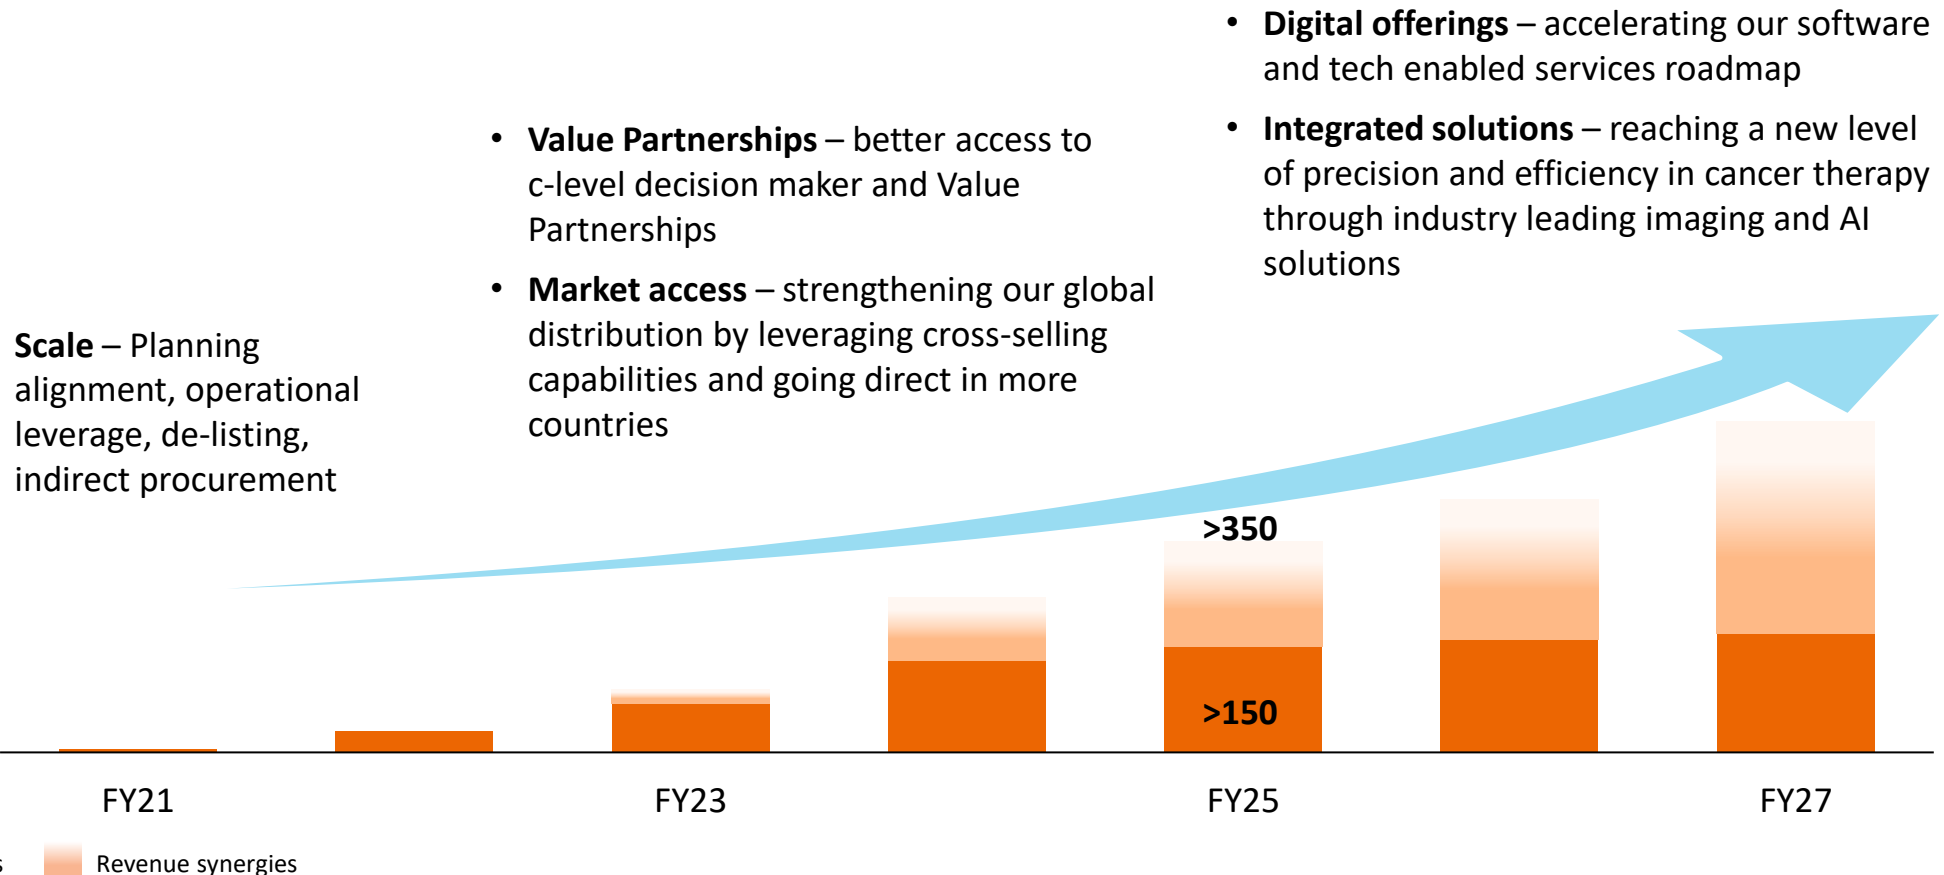 Scale – Planning
alignment, operational
leverage, de-listing,
indirect procurement
• Value Partnerships – better access to
c-level decision maker and Value
Partnerships
• Market access – strengthening our global
distribution by leveraging cross-selling
capabilities and going direct in more
countries
• Digital offerings – accelerating our software
and tech enabled services roadmap
• Integrated solutions – reaching a new level
of precision and efficiency in cancer therapy
through industry leading imaging and AI
solutions
>350
>150
FY21
FY23
FY25
FY27
Revenue synergies